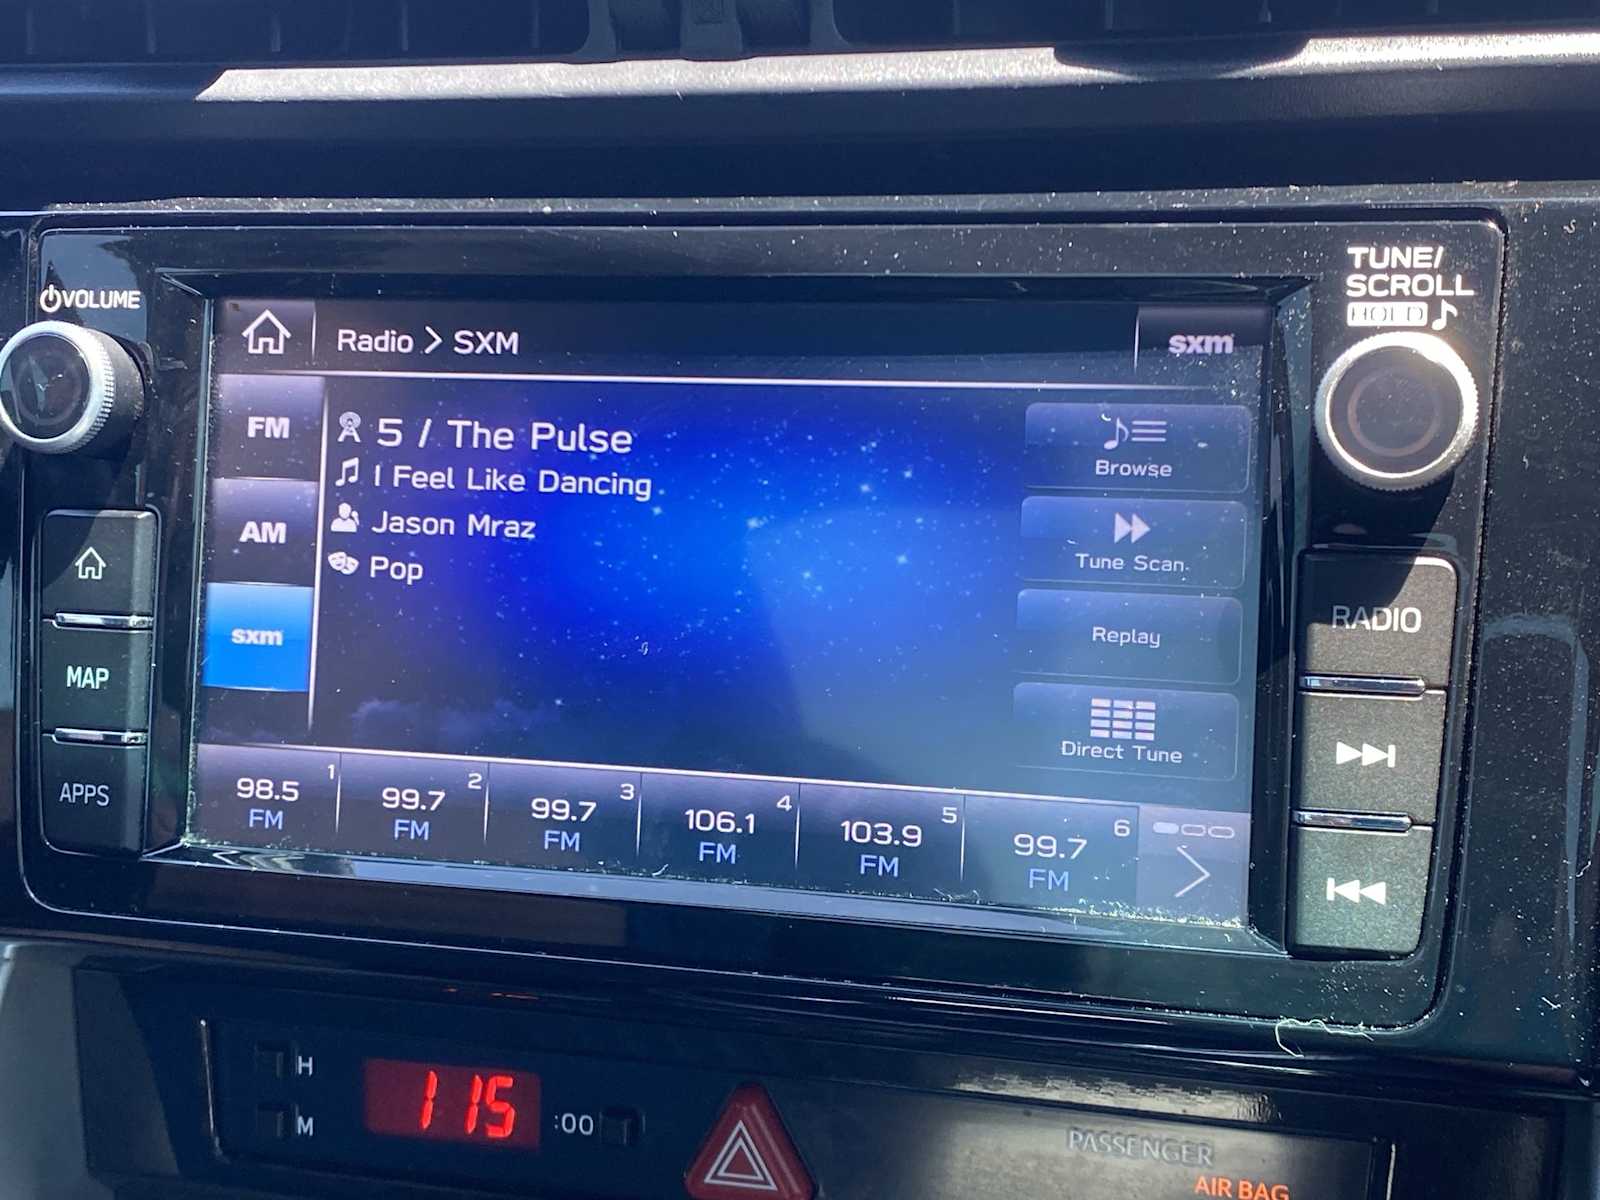 VOLUME
TUNE/
SCROLL
HOLD
Radio > SXM
sxm
FM
AM
sxm
5 / The Pulse
I Feel Like Dancing
Jason Mraz
Pop
Browse
Tune Scan
Replay
Direct Tune
MAP
APPS
RADIO
1 98.5 FM
2 99.7 FM
3 99.7 FM
4 106.1 FM
5 103.9 FM
6 99.7 FM
H
M
1 15
:00
PASSENGER
AIR BAG